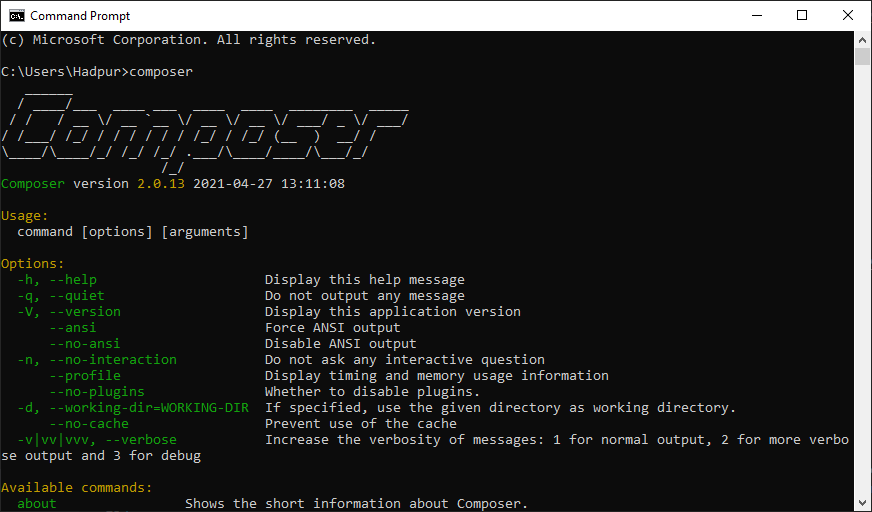 Command Prompt
(c) Microsoft Corporation. All rights reserved.
C:\Users\Hadpur>composer
Composer
Composer version 2.0.13 2021-04-27 13:11:08
Usage:
command [options] [arguments]
Options:
-h, --help Display this help message
-q, --quiet Do not output any message
-V, --version Display this application version
--ansi Force ANSI output
--no-ansi Disable ANSI output
-n, --no-interaction Do not ask any interactive question
--profile Display timing and memory usage information
--no-plugins Whether to disable plugins.
-d, --working-dir=WORKING-DIR If specified, use the given directory as working directory.
--no-cache Prevent use of the cache
-v|vv|vvv, --verbose Increase the verbosity of messages: 1 for normal output, 2 for more verbo
se output and 3 for debug
Available commands:
about Shows the short information about Composer.